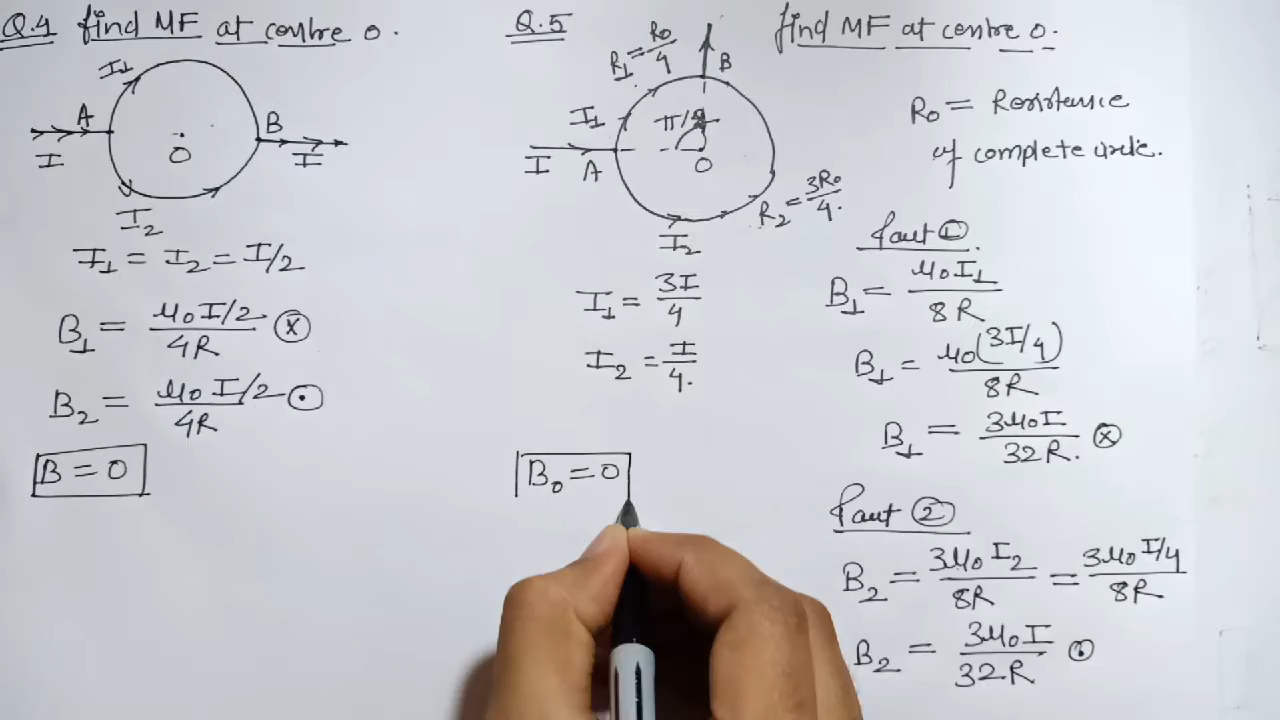 Q.4 find MF at centre O.
I₁
A
B
I
O
I
I₂
I₁ = I₂ = I/2
B₁ = μ₀I/2 / 4R ⊗
B₂ = μ₀I/2 / 4R ⊙
B = 0
Q.5 find MF at centre O.
R₁ = R₀/4
B
I₁
π/2
I
A
O
R₂ = 3R₀/4.
I₂
R₀ = Resistance
of complete circle.
I₁ = 3I/4
I₂ = I/4.
B₀ = 0
Part ①
B₁ = μ₀I₁ / 8R
B₁ = μ₀(3I/4) / 8R
B₁ = 3μ₀I / 32R. ⊗
Part ②
B₂ = 3μ₀I₂ / 8R = 3μ₀I/4 / 8R
B₂ = 3μ₀I / 32R ⊙